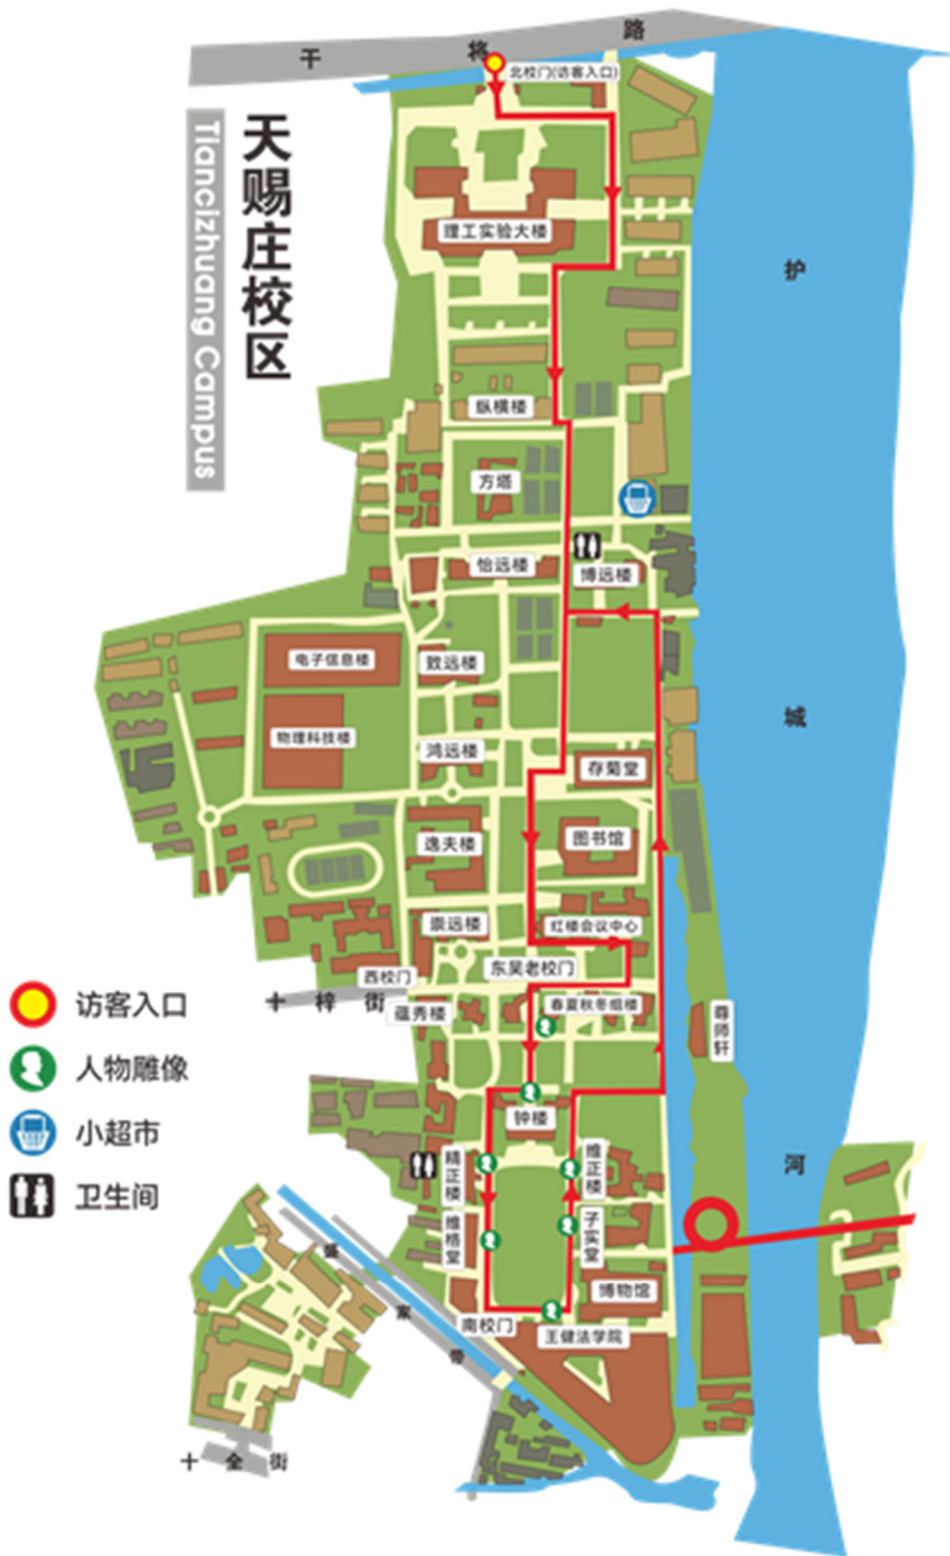 干 将 路
北校门(访客入口)
天赐庄校区
Tiancizhuang Campus
理工实验大楼
护
纵横楼
方塔
怡远楼
博远楼
电子信息楼
致远楼
城
物理科技楼
鸿远楼
存菊堂
逸夫楼
图书馆
崇远楼
红楼会议中心
西校门
东吴老校门
访客入口
十 梓 街
蕴秀楼
春夏秋冬组楼
尊师轩
人物雕像
钟楼
小超市
精正楼
维正楼
河
卫生间
维格堂
子实堂
盛 家 带
博物馆
南校门
王健法学院
十 全 街